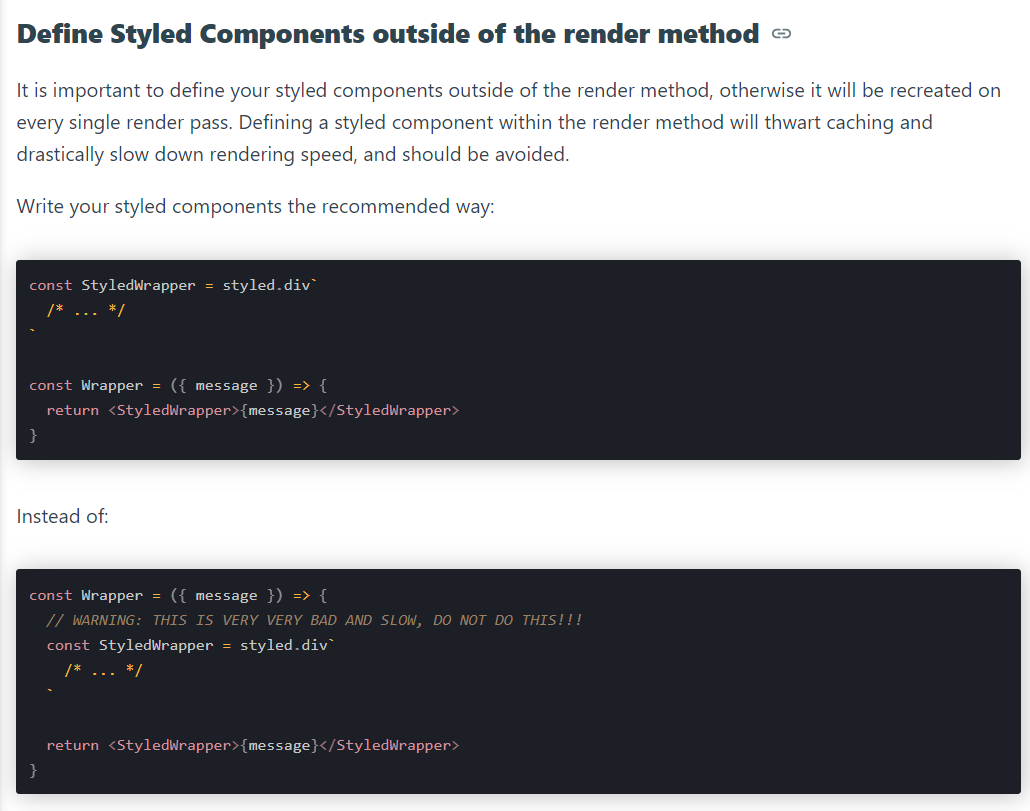 Define Styled Components outside of the render method
It is important to define your styled components outside of the render method, otherwise it will be recreated on
every single render pass. Defining a styled component within the render method will thwart caching and
drastically slow down rendering speed, and should be avoided.
Write your styled components the recommended way:
const StyledWrapper = styled.div`
  /* ... */
`
const Wrapper = ({ message }) => {
  return <StyledWrapper>{message}</StyledWrapper>
}
Instead of:
const Wrapper = ({ message }) => {
  // WARNING: THIS IS VERY VERY BAD AND SLOW, DO NOT DO THIS!!!
  const StyledWrapper = styled.div`
    /* ... */
  `
  return <StyledWrapper>{message}</StyledWrapper>
}